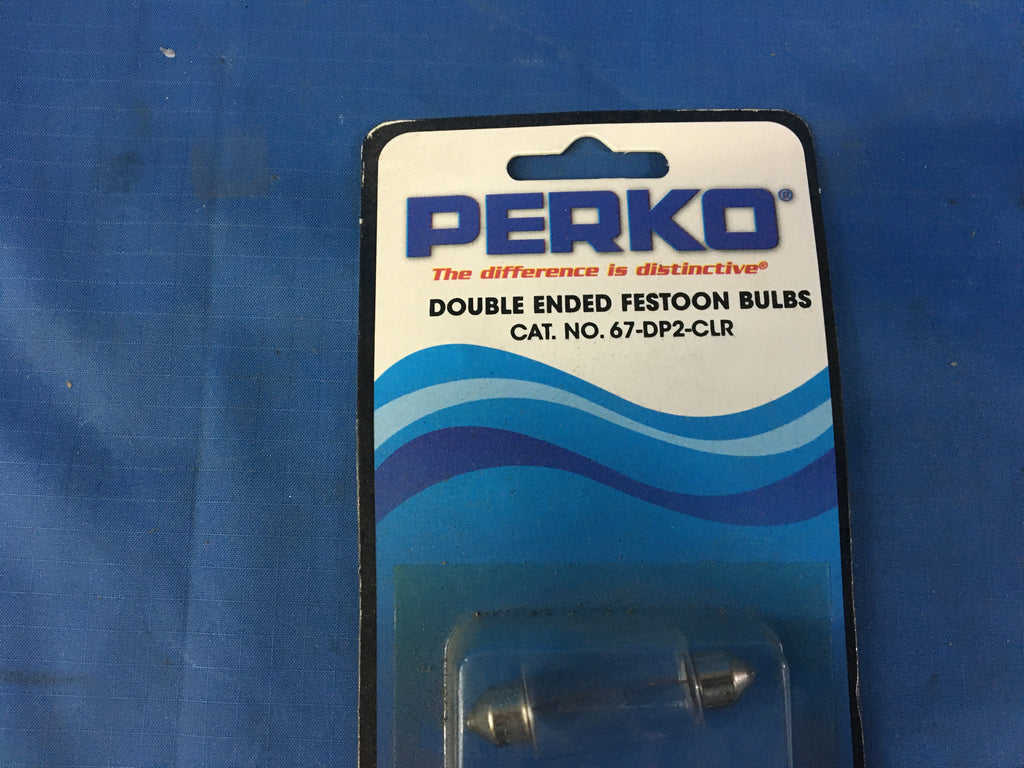 PERKO®
The difference is distinctive®
DOUBLE ENDED FESTOON BULBS
CAT. NO. 67-DP2-CLR